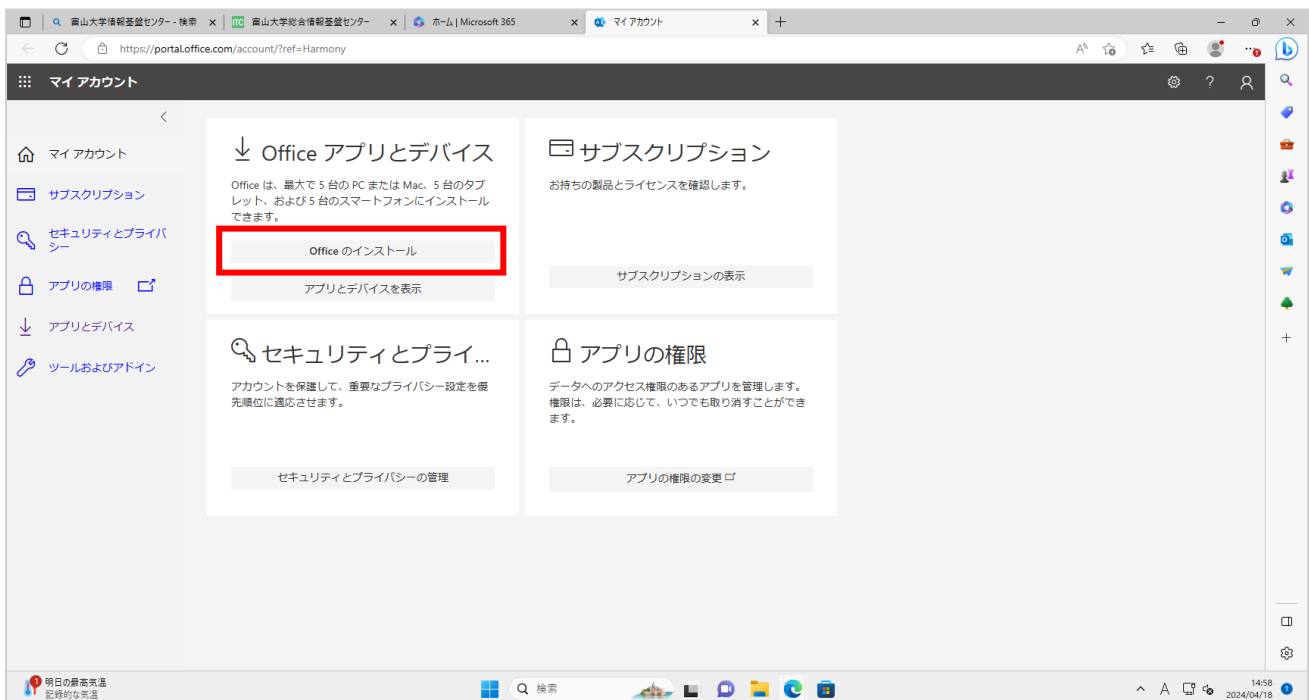 富山大学情報基盤センター - 検索
ITC
富山大学総合情報基盤センター
ホーム | Microsoft 365
マイ アカウント
https://portal.office.com/account/?ref=Harmony
マイ アカウント
マイ アカウント
サブスクリプション
セキュリティとプライバ
シー
アプリの権限
アプリとデバイス
ツールおよびアドイン
Office アプリとデバイス
Office は、最大で 5 台の PC または Mac、5 台のタブ
レット、および 5 台のスマートフォンにインストール
できます。
Office のインストール
アプリとデバイスを表示
サブスクリプション
お持ちの製品とライセンスを確認します。
サブスクリプションの表示
セキュリティとプライ...
アカウントを保護して、重要なプライバシー設定を優
先順位に適応させます。
セキュリティとプライバシーの管理
アプリの権限
データへのアクセス権限のあるアプリを管理します。
権限は、必要に応じて、いつでも取り消すことができ
ます。
アプリの権限の変更
1
明日の最高気温
記録的な気温
検索
A
14:58
2024/04/18
1